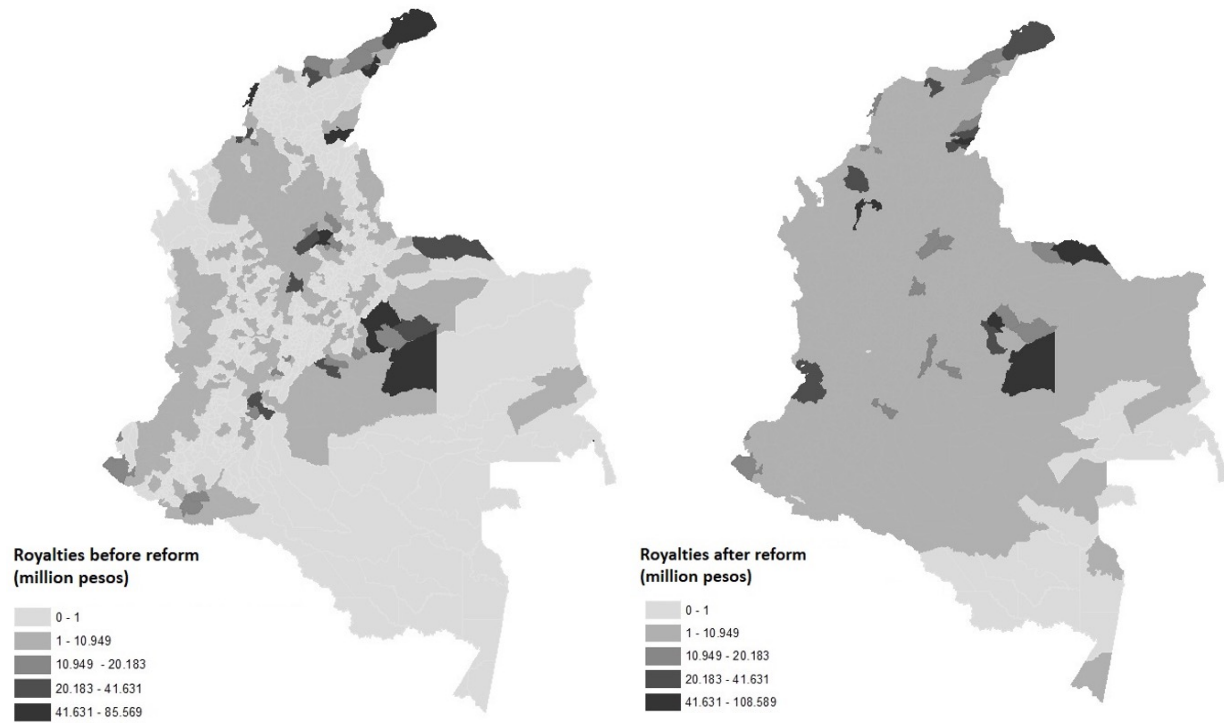 Royalties before reform
(million pesos)
0 - 1
1 - 10.949
10.949 - 20.183
20.183 - 41.631
41.631 - 85.569
Royalties after reform
(million pesos)
0 - 1
1 - 10.949
10.949 - 20.183
20.183 - 41.631
41.631 - 108.589